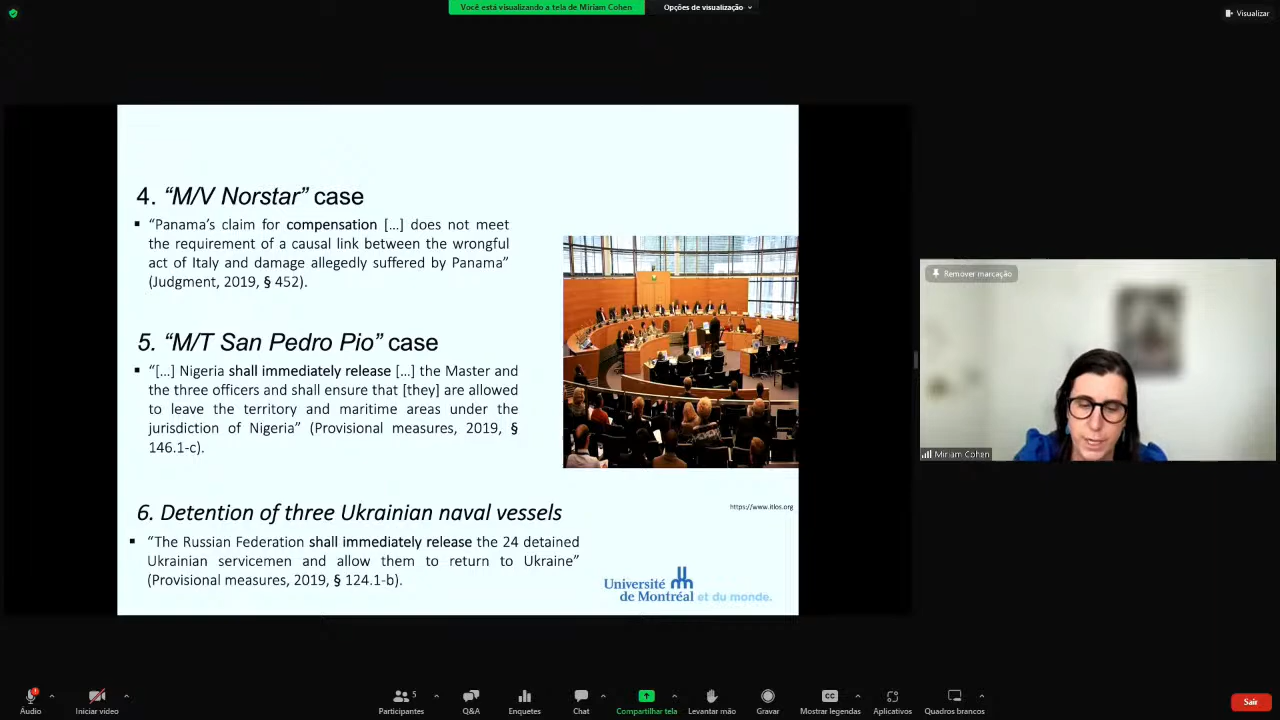 Você está visualizando a tela de Miriam Cohen
Opções de visualização
Visualizar
4. “M/V Norstar” case
“Panama’s claim for compensation […] does not meet
the requirement of a causal link between the wrongful
act of Italy and damage allegedly suffered by Panama”
(Judgment, 2019, § 452).
5. “M/T San Pedro Pio” case
“[…] Nigeria shall immediately release […] the Master and
the three officers and shall ensure that [they] are allowed
to leave the territory and maritime areas under the
jurisdiction of Nigeria” (Provisional measures, 2019, §
146.1-c).
6. Detention of three Ukrainian naval vessels
“The Russian Federation shall immediately release the 24 detained
Ukrainian servicemen and allow them to return to Ukraine”
(Provisional measures, 2019, § 124.1-b).
https://www.itlos.org
Université
de Montréal et du monde.
Remover marcação
Miriam Cohen
Áudio
Iniciar vídeo
Participantes
5
Q&A
Enquetes
Chat
Compartilhar tela
Levantar mão
Gravar
CC
Mostrar legendas
Aplicativos
Quadros brancos
Sair